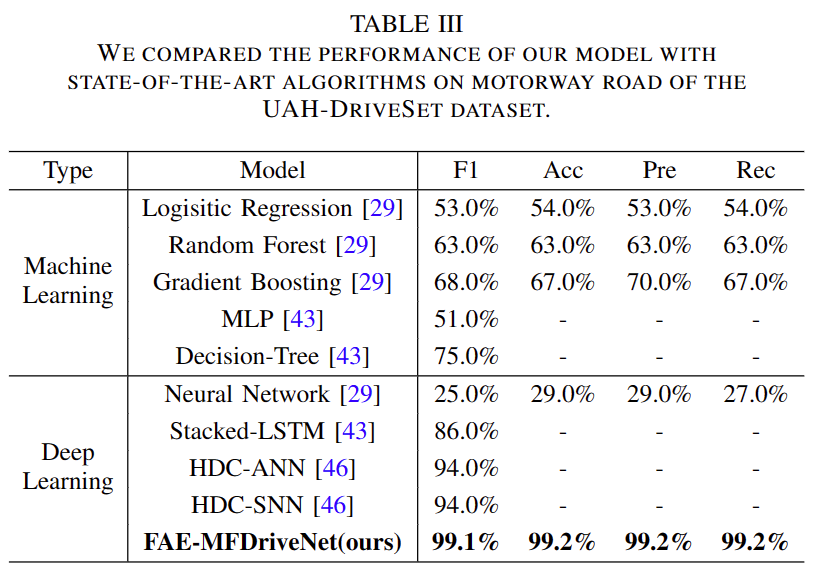 TABLE III
WE COMPARED THE PERFORMANCE OF OUR MODEL WITH
STATE-OF-THE-ART ALGORITHMS ON MOTORWAY ROAD OF THE
UAH-DRIVESET DATASET.
Type Model F1 Acc Pre Rec
Machine Learning
Logisitic Regression [29] 53.0% 54.0% 53.0% 54.0%
Random Forest [29] 63.0% 63.0% 63.0% 63.0%
Gradient Boosting [29] 68.0% 67.0% 70.0% 67.0%
MLP [43] 51.0% - - -
Decision-Tree [43] 75.0% - - -
Deep Learning
Neural Network [29] 25.0% 29.0% 29.0% 27.0%
Stacked-LSTM [43] 86.0% - - -
HDC-ANN [46] 94.0% - - -
HDC-SNN [46] 94.0% - - -
FAE-MFDriveNet(ours) 99.1% 99.2% 99.2% 99.2%